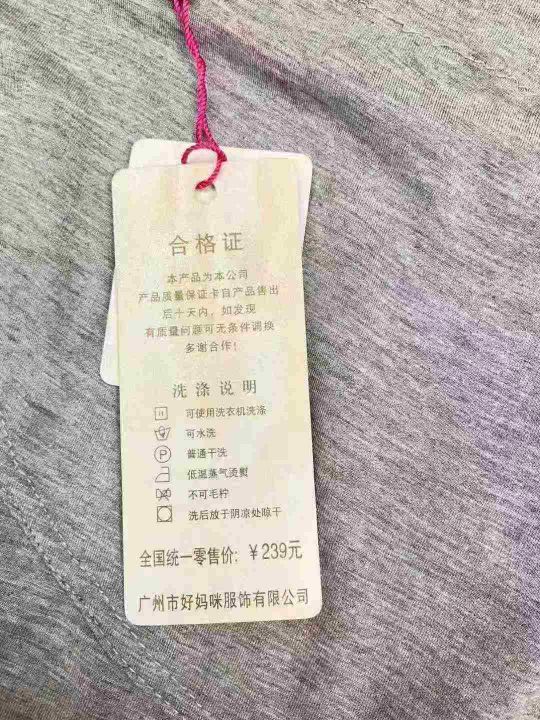 合格证
本产品为本公司
产品质量保证卡自产品售出
后十天内，如发现
有质量问题可无条件调换
多谢合作！
洗涤说明
可使用洗衣机洗涤
可水洗
P
普通干洗
低温蒸气烫熨
不可毛柠
洗后放于阴凉处晾干
全国统一零售价: ￥239元
广州市好妈咪服饰有限公司